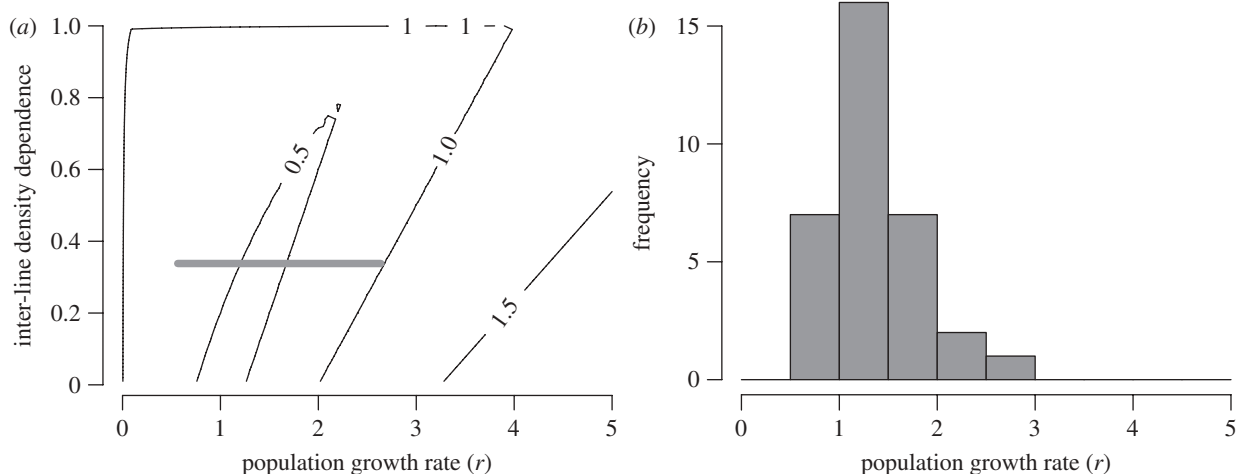 (a)
1.0
0.8
0.6
0.4
0.2
0
inter-line density dependence
1 1
0.5
1.0
1.5
0 1 2 3 4 5
population growth rate (r)
(b)
15
10
5
0
frequency
0 1 2 3 4 5
population growth rate (r)